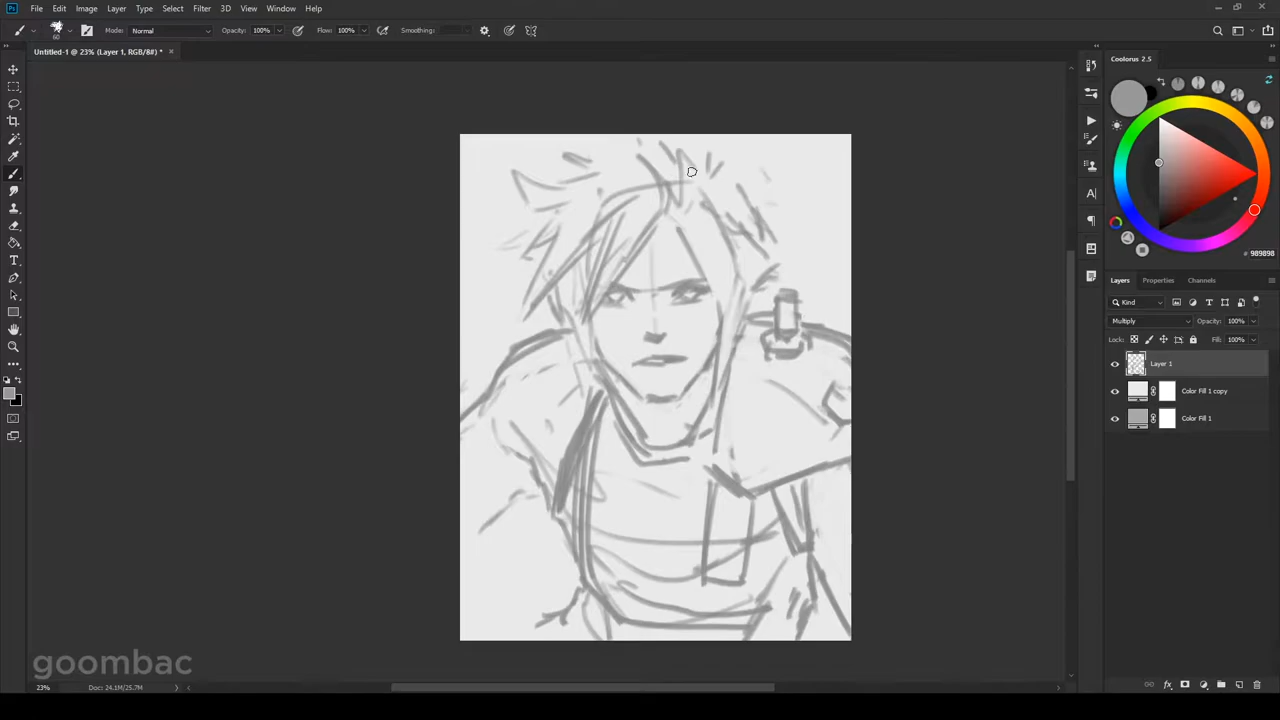 File Edit Image Layer Type Select Filter 3D View Window Help
60 Mode: Normal Opacity: 100% Flow: 100% Smoothing:
Untitled-1 @ 23% (Layer 1, RGB/8#) *
Coolorus 2.5
989898
Layers Properties Channels
Kind
Multiply Opacity: 100%
Lock: Fill: 100%
Layer 1
Color Fill 1 copy
Color Fill 1
goombac
23% Doc: 24.1M/25.7M